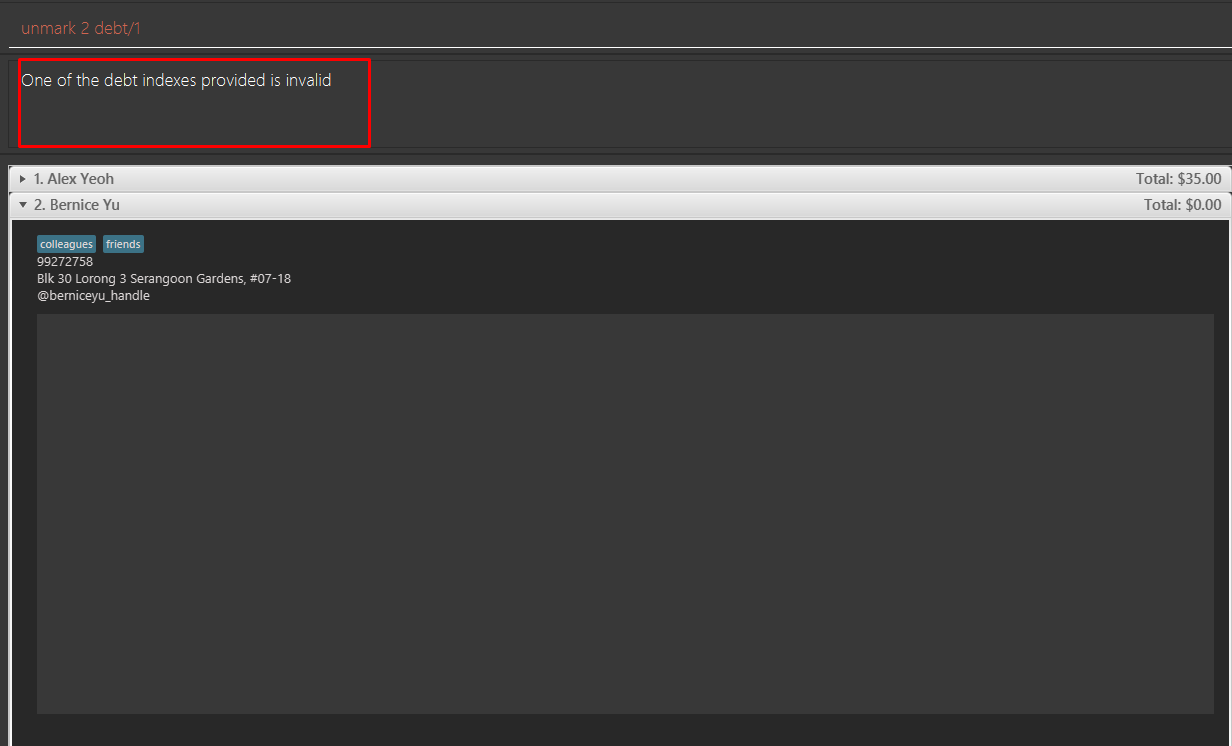 unmark 2 debt/1
One of the debt indexes provided is invalid
1. Alex Yeoh Total: $35.00
2. Bernice Yu Total: $0.00
colleagues friends
99272758
Blk 30 Lorong 3 Serangoon Gardens, #07-18
@berniceyu_handle